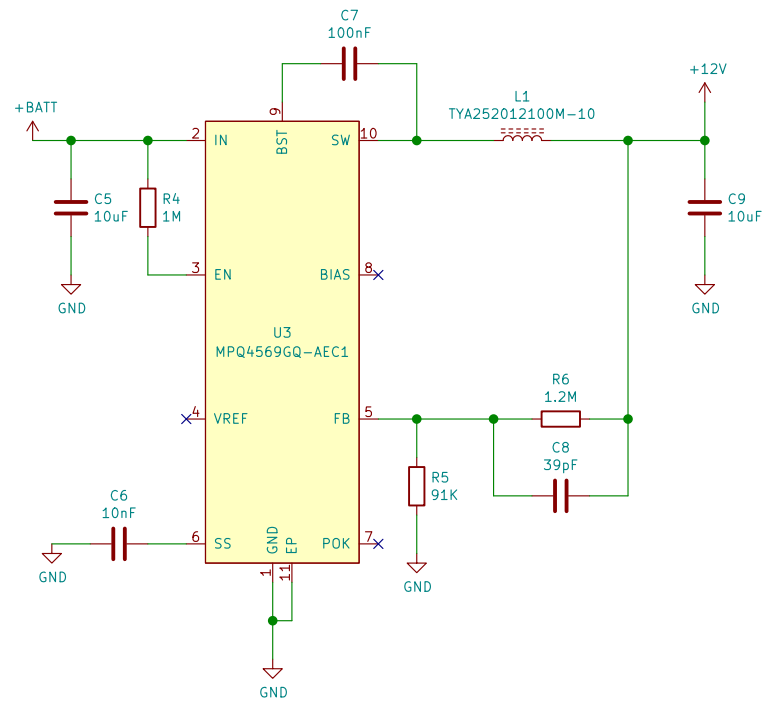 C7
100nF
+12V
+BATT
L1
TYA252012100M-10
9
2
IN
BST
SW
10
C5
10uF
R4
1M
C9
10uF
3
EN
BIAS
8
GND
GND
U3
MPQ4569GQ-AEC1
R6
1.2M
4
VREF
FB
5
C8
39pF
R5
91K
C6
10nF
6
SS
GND
EP
POK
7
GND
1
11
GND
GND